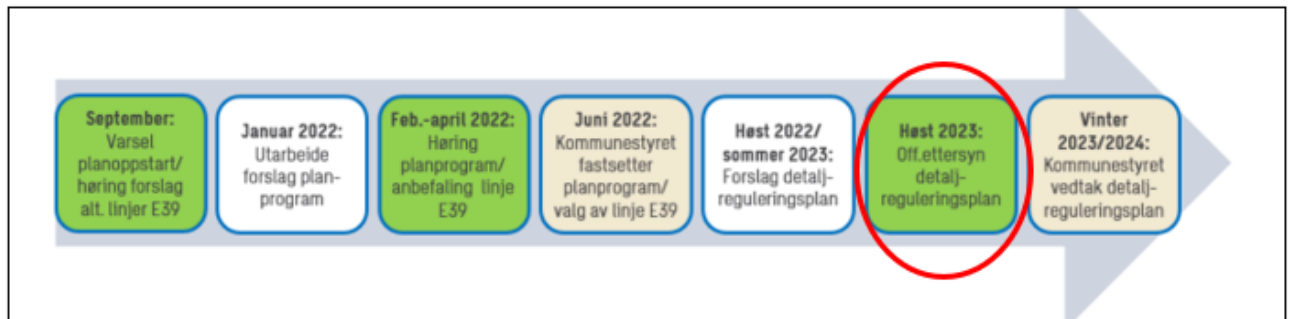 September:
Varsel
planoppstart/
høring forslag
alt. linjer E39
Januar 2022:
Utarbeide
forslag plan-
program
Feb.-april 2022:
Høring
planprogram/
anbefaling linje
E39
Juni 2022:
Kommunestyret
fastsetter
planprogram/
valg av linje E39
Høst 2022/
sommer 2023:
Forslag detalj-
reguleringsplan
Høst 2023:
Off.ettersyn
detalj-
reguleringsplan
Vinter
2023/2024:
Kommunestyret
vedtak detalj-
reguleringsplan